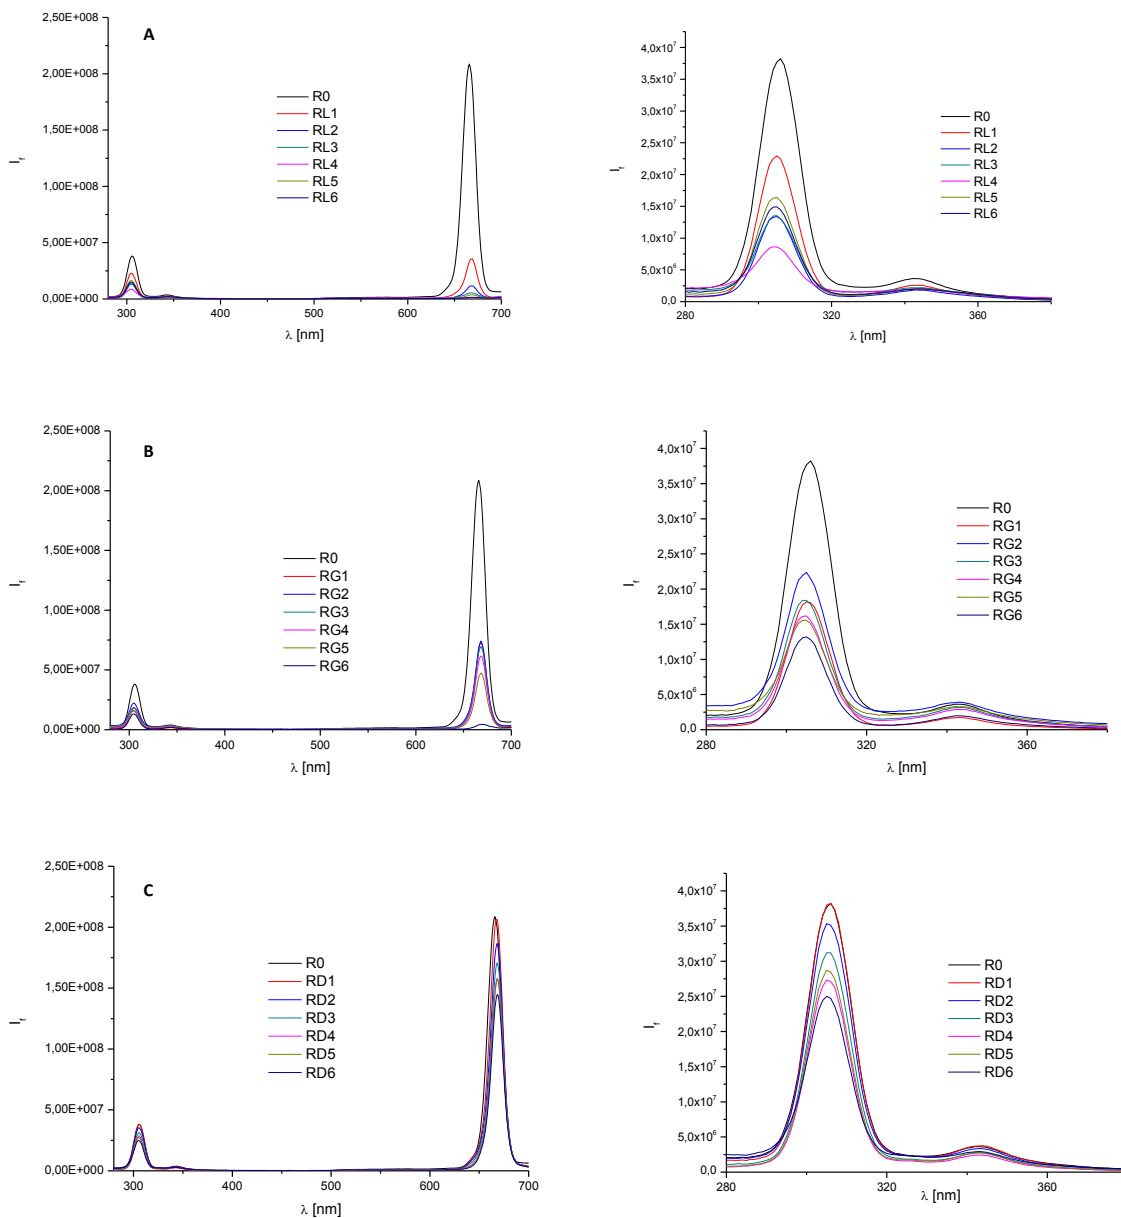 2,50E+008
2,00E+008
1,50E+008
1,00E+008
5,00E+007
0,00E+000
A
I_f
R0
RL1
RL2
RL3
RL4
RL5
RL6
300
400
500
600
700
λ [nm]
4,0x10^7
3,5x10^7
3,0x10^7
2,5x10^7
2,0x10^7
1,5x10^7
1,0x10^7
5,0x10^6
0,0
I_f
R0
RL1
RL2
RL3
RL4
RL5
RL6
280
320
360
λ [nm]
2,50E+008
2,00E+008
1,50E+008
1,00E+008
5,00E+007
0,00E+000
B
I_f
R0
RG1
RG2
RG3
RG4
RG5
RG6
300
400
500
600
700
λ [nm]
4,0x10^7
3,5x10^7
3,0x10^7
2,5x10^7
2,0x10^7
1,5x10^7
1,0x10^7
5,0x10^6
0,0
I_f
R0
RG1
RG2
RG3
RG4
RG5
RG6
280
320
360
λ [nm]
2,50E+008
2,00E+008
1,50E+008
1,00E+008
5,00E+007
0,00E+000
C
I_f
R0
RD1
RD2
RD3
RD4
RD5
RD6
300
400
500
600
700
λ [nm]
4,0x10^7
3,5x10^7
3,0x10^7
2,5x10^7
2,0x10^7
1,5x10^7
1,0x10^7
5,0x10^6
0,0
I_f
R0
RD1
RD2
RD3
RD4
RD5
RD6
280
320
360
λ [nm]